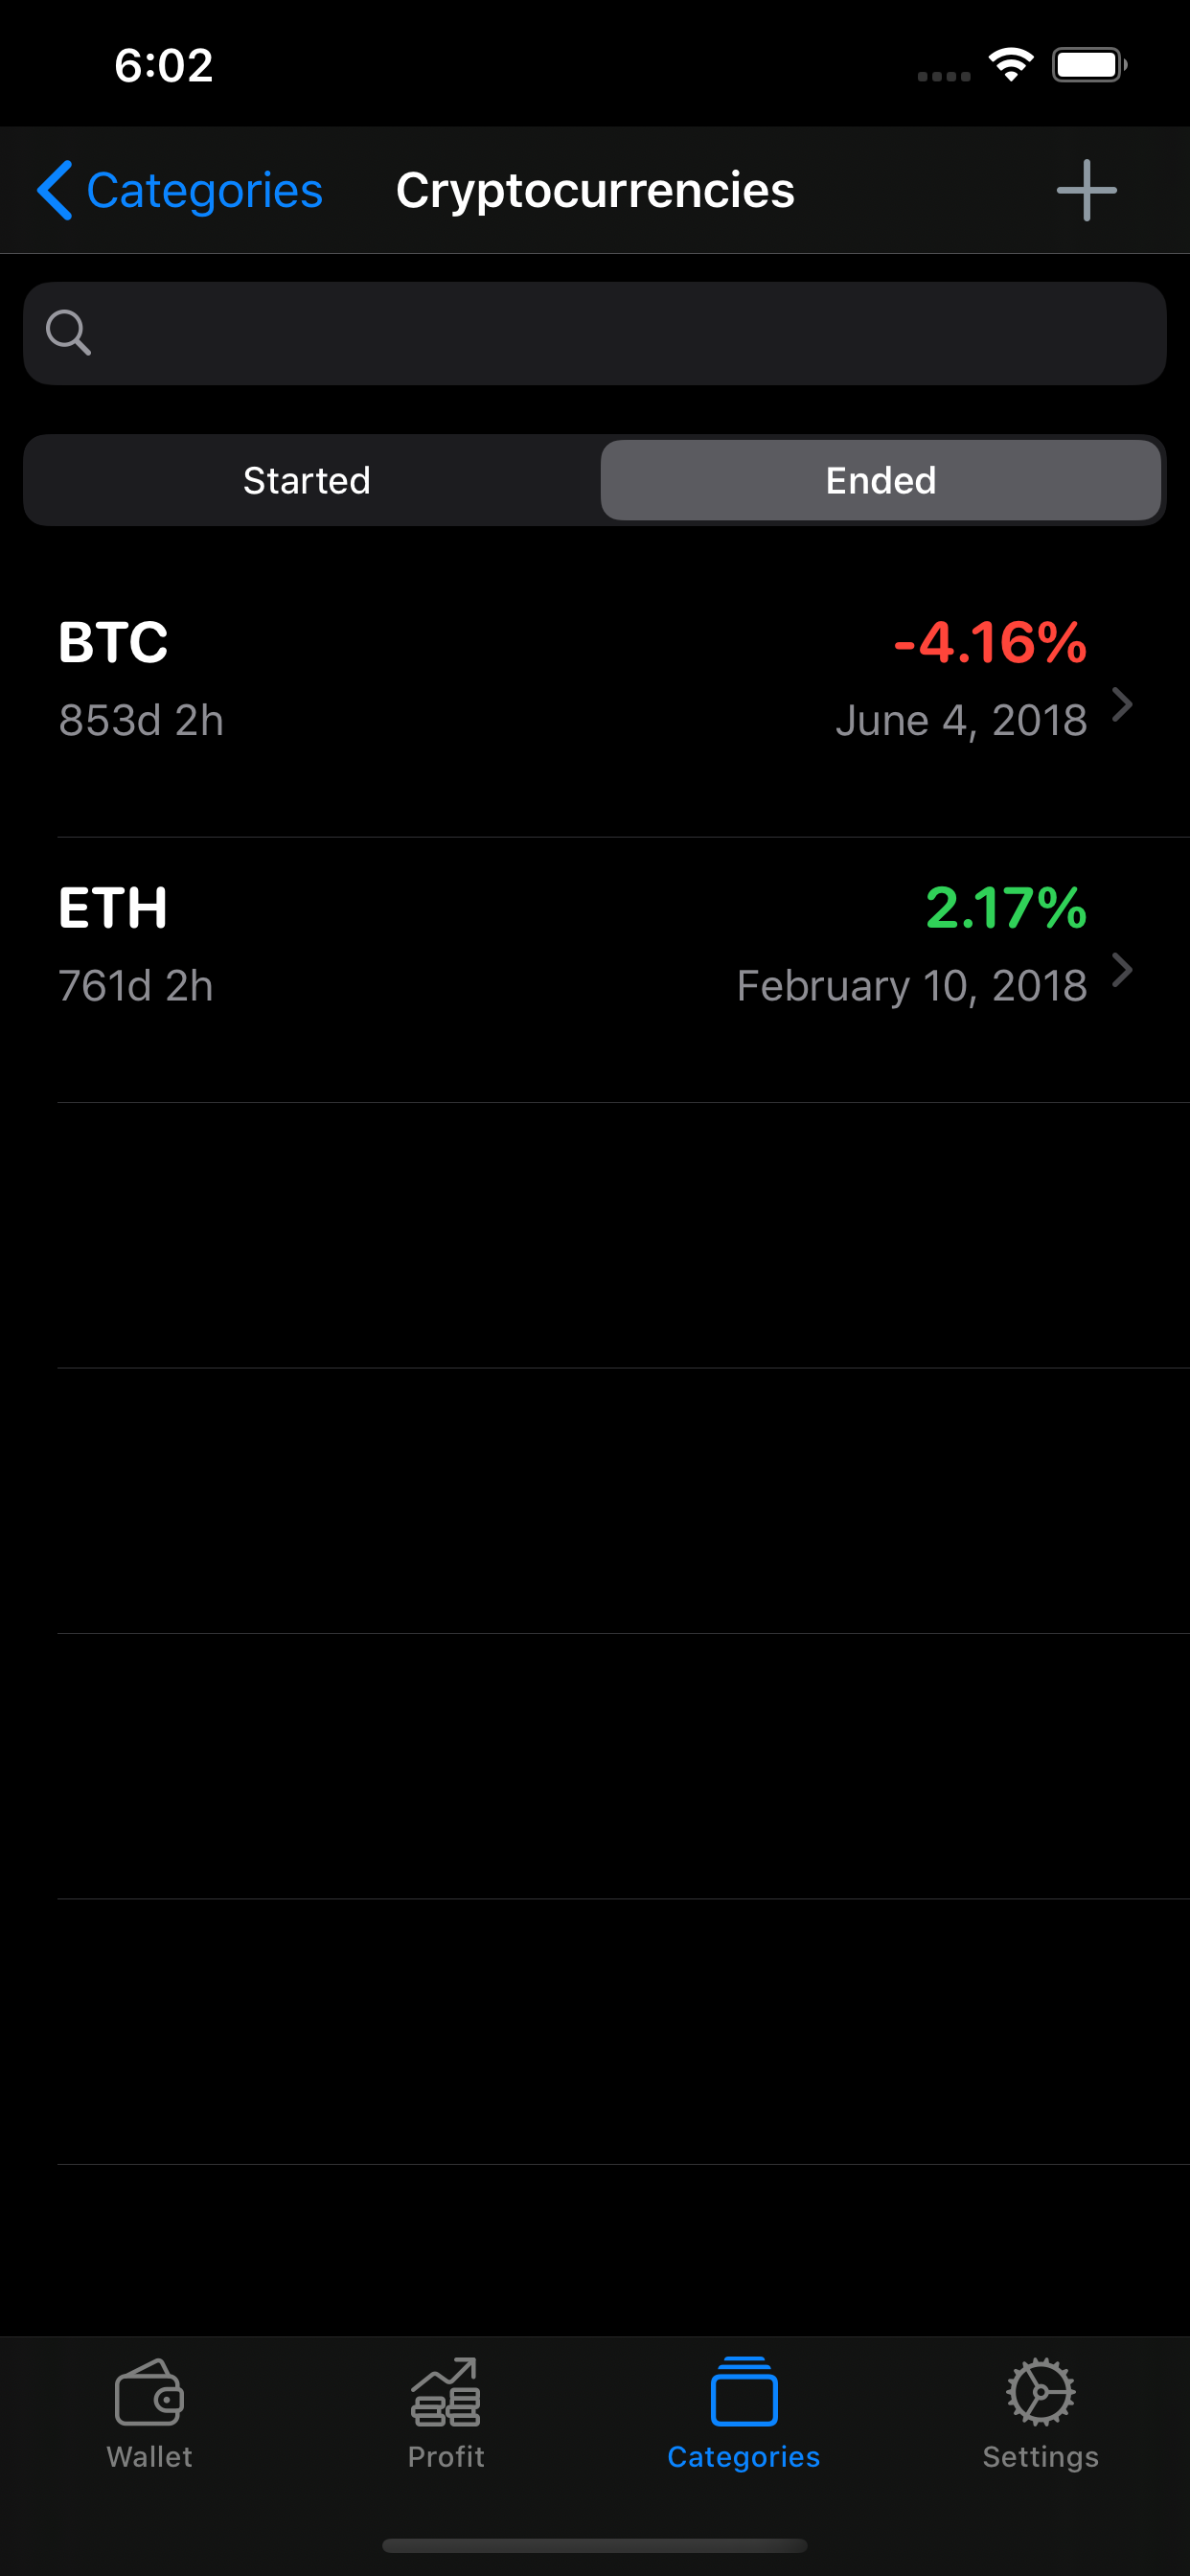 6:02
Categories
Cryptocurrencies
Started
Ended
BTC
-4.16%
853d 2h
June 4, 2018
ETH
2.17%
761d 2h
February 10, 2018
Wallet
Profit
Categories
Settings